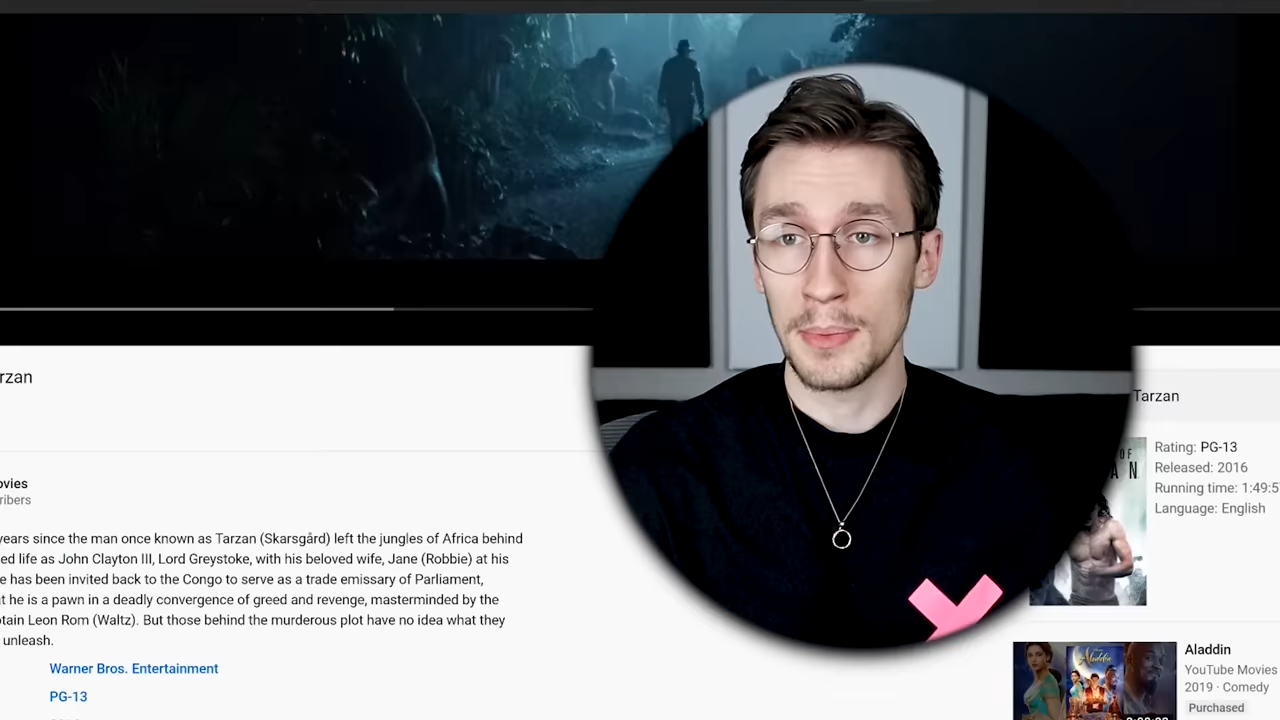 rzan
ovies
ribers
years since the man once known as Tarzan (Skarsgård) left the jungles of Africa behind
ed life as John Clayton III, Lord Greystoke, with his beloved wife, Jane (Robbie) at his
e has been invited back to the Congo to serve as a trade emissary of Parliament,
t he is a pawn in a deadly convergence of greed and revenge, masterminded by the
ptain Leon Rom (Waltz). But those behind the murderous plot have no idea what they
unleash.
Warner Bros. Entertainment
PG-13
Tarzan
OF
AN
Rating: PG-13
Released: 2016
Running time: 1:49:5
Language: English
Aladdin
Aladdin
YouTube Movies
2019 · Comedy
Purchased